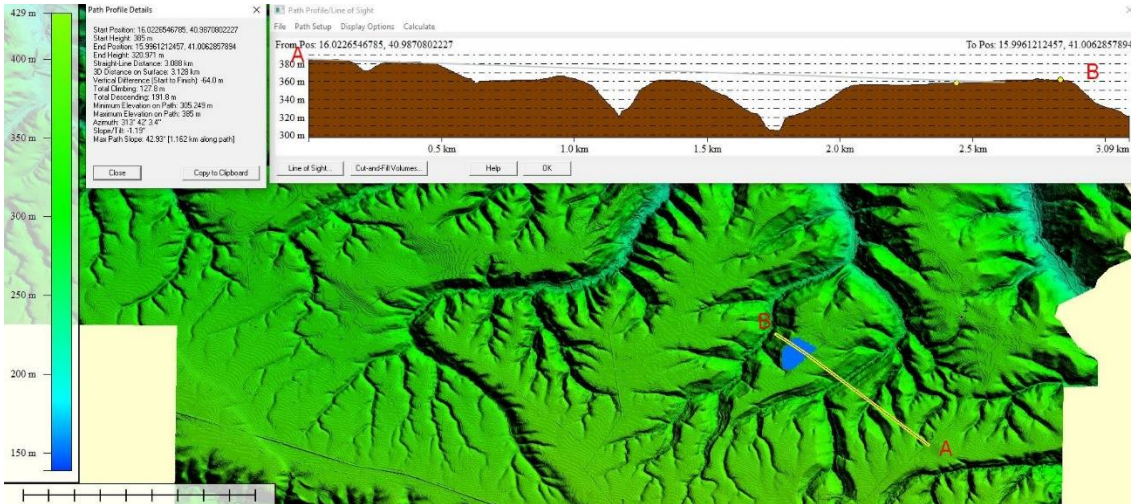 429 m
400 m
350 m
300 m
250 m
200 m
150 m
Path Profile Details
Start Position: 16.0226546785, 40.9870802227
Start Height: 385 m
End Position: 15.9961212457, 41.0062857894
End Height: 320.971 m
Straight-Line Distance: 3.088 km
3D Distance on Surface: 3.128 km
Vertical Difference (Start to Finish) -64.0 m
Total Climbing: 127.8 m
Total Descending: 191.8 m
Minimum Elevation on Path: 305.249 m
Maximum Elevation on Path: 385 m
Azimuth: 313° 42' 3.4"
Slope/Tilt: -1.19°
Max Path Slope: 42.93° [1.162 km along path]
Close
Copy to Clipboard
Path Profile/Line of Sight
File Path Setup Display Options Calculate
From Pos: 16.0226546785, 40.9870802227
To Pos: 15.9961212457, 41.0062857894
A
B
380 m
360 m
340 m
320 m
300 m
0.5 km
1.0 km
1.5 km
2.0 km
2.5 km
3.09 km
Line of Sight...
Cut-and-Fill Volumes...
Help
OK
B
A